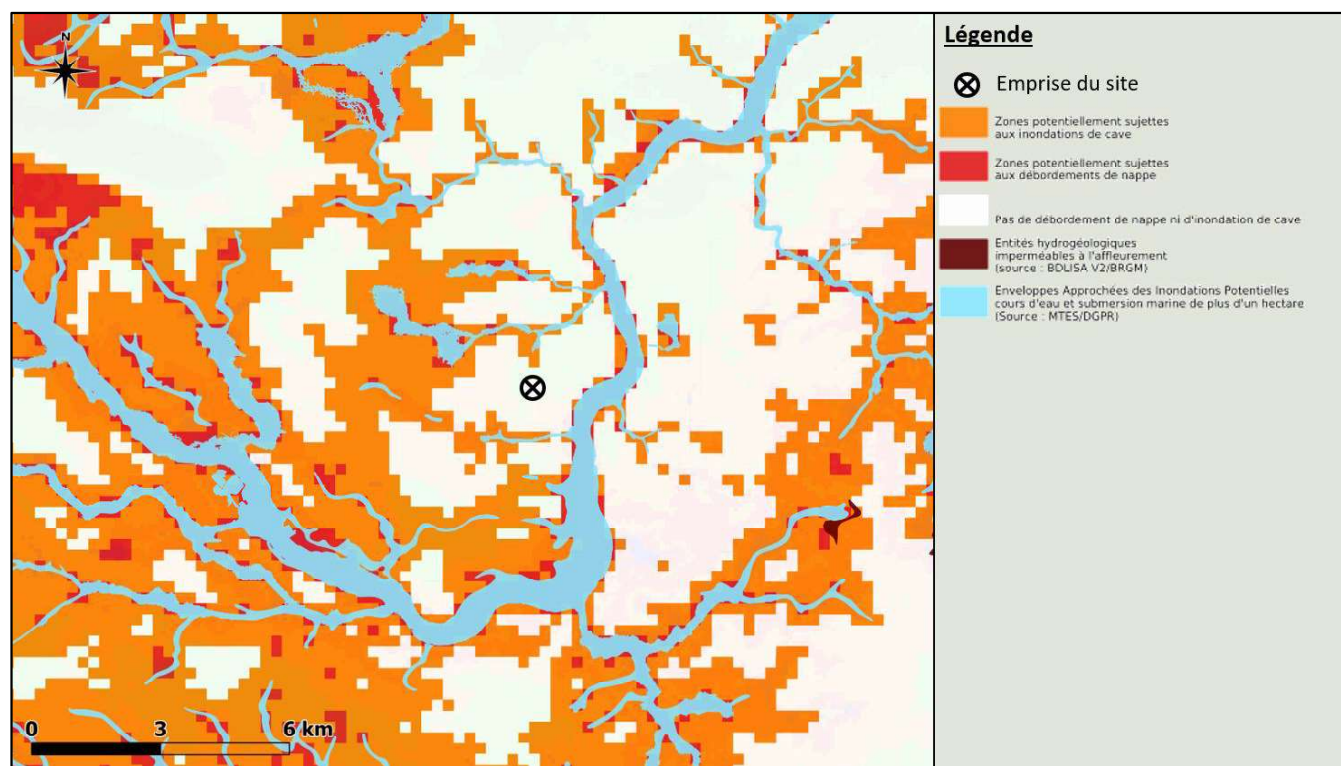 N
0 3 6 km
Légende
Emprise du site
Zones potentiellement sujettes
aux inondations de cave
Zones potentiellement sujettes
aux débordements de nappe
Pas de débordement de nappe ni d'inondation de cave
Entités hydrogéologiques
imperméables à l'affleurement
(source : BDLISA V2/BRGM)
Enveloppes Approchées des Inondations Potentielles
cours d'eau et submersion marine de plus d'un hectare
(Source : MTES/DGPR)